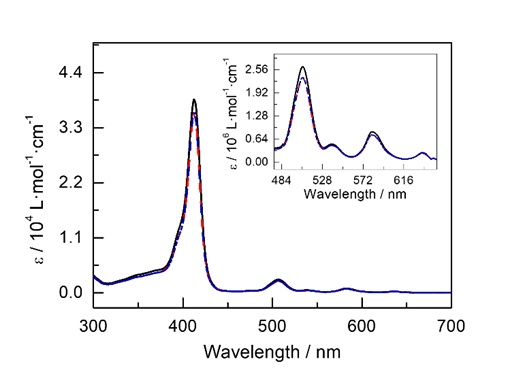 4.4
3.3
2.2
1.1
0.0
300 400 500 600 700
Wavelength / nm
ε / 10⁴ L·mol⁻¹·cm⁻¹
2.56
1.92
1.28
0.64
0.00
484 528 572 616
Wavelength / nm
ε / 10⁶ L·mol⁻¹·cm⁻¹